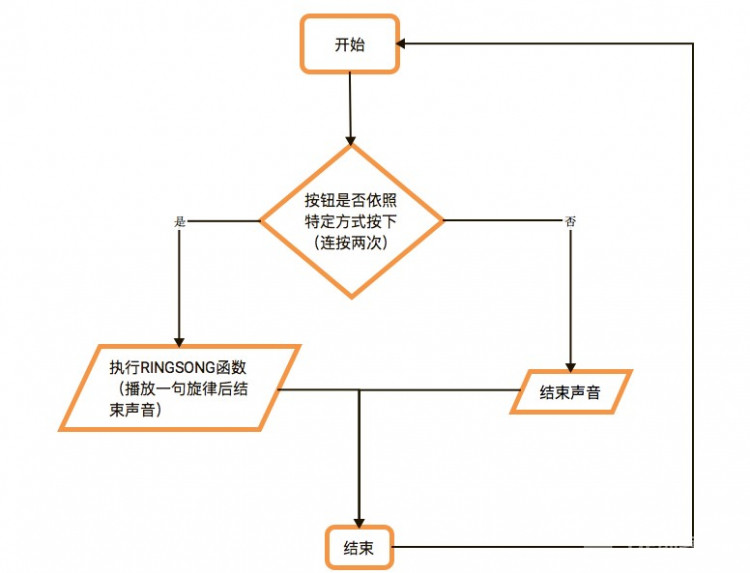 开始
按钮是否依照
特定方式按下
（连按两次）
是
否
执行RINGSONG函数
（播放一句旋律后结
束声音）
结束声音
结束